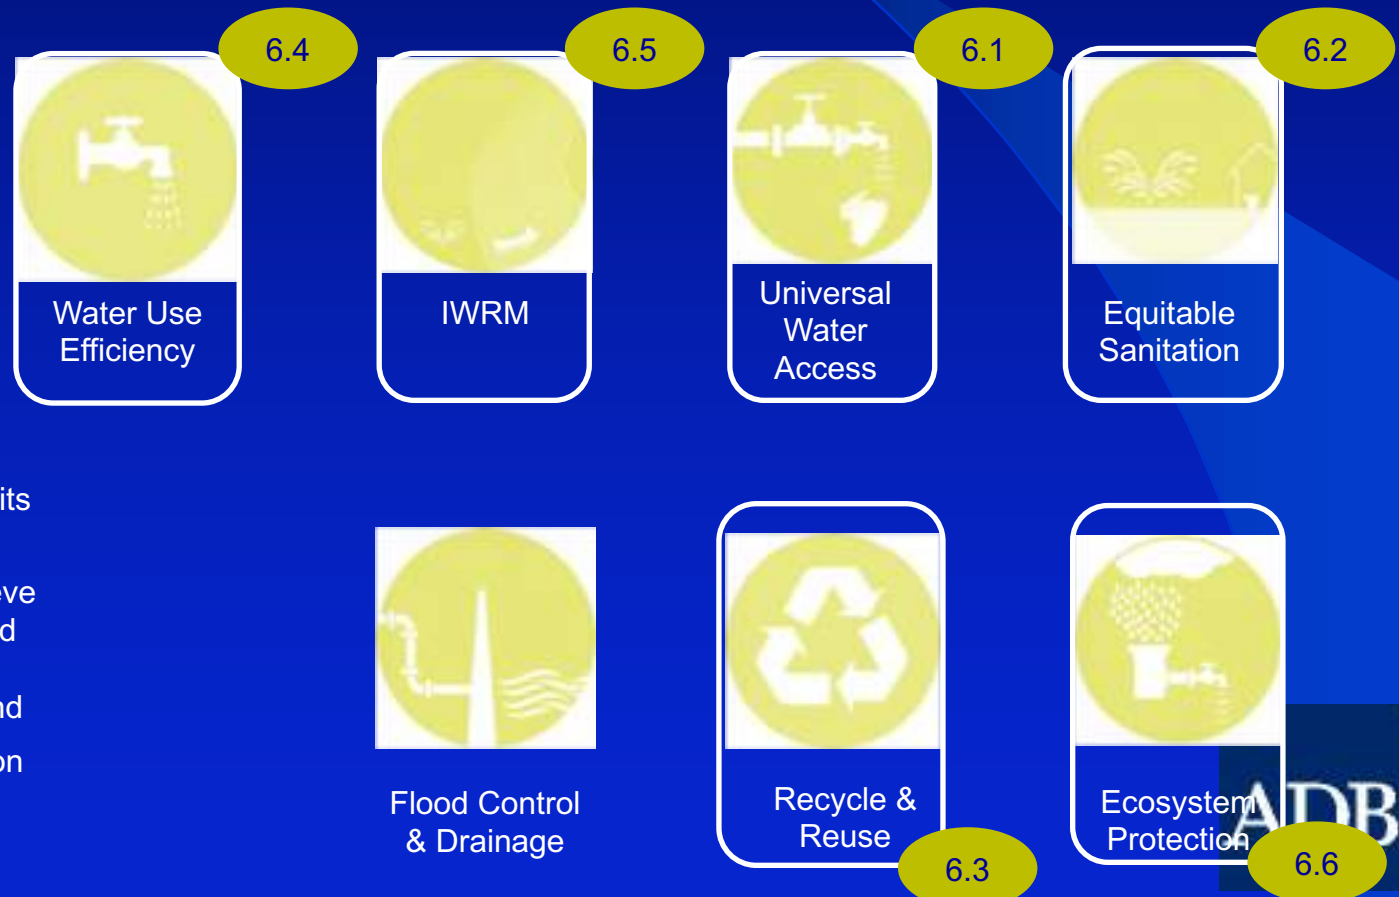 6.4
6.5
6.1
6.2
Water Use
Efficiency
IWRM
Universal
Water
Access
Equitable
Sanitation
its
eve
d
nd
on
Flood Control
& Drainage
Recycle &
Reuse
Ecosystem
Protection
ADB
6.3
6.6